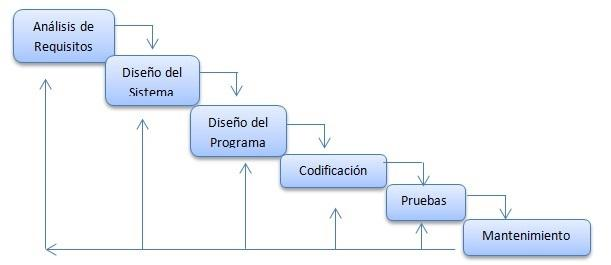 Análisis de
Requisitos
Diseño del
Sistema
Diseño del
Programa
Codificación
Pruebas
Mantenimiento